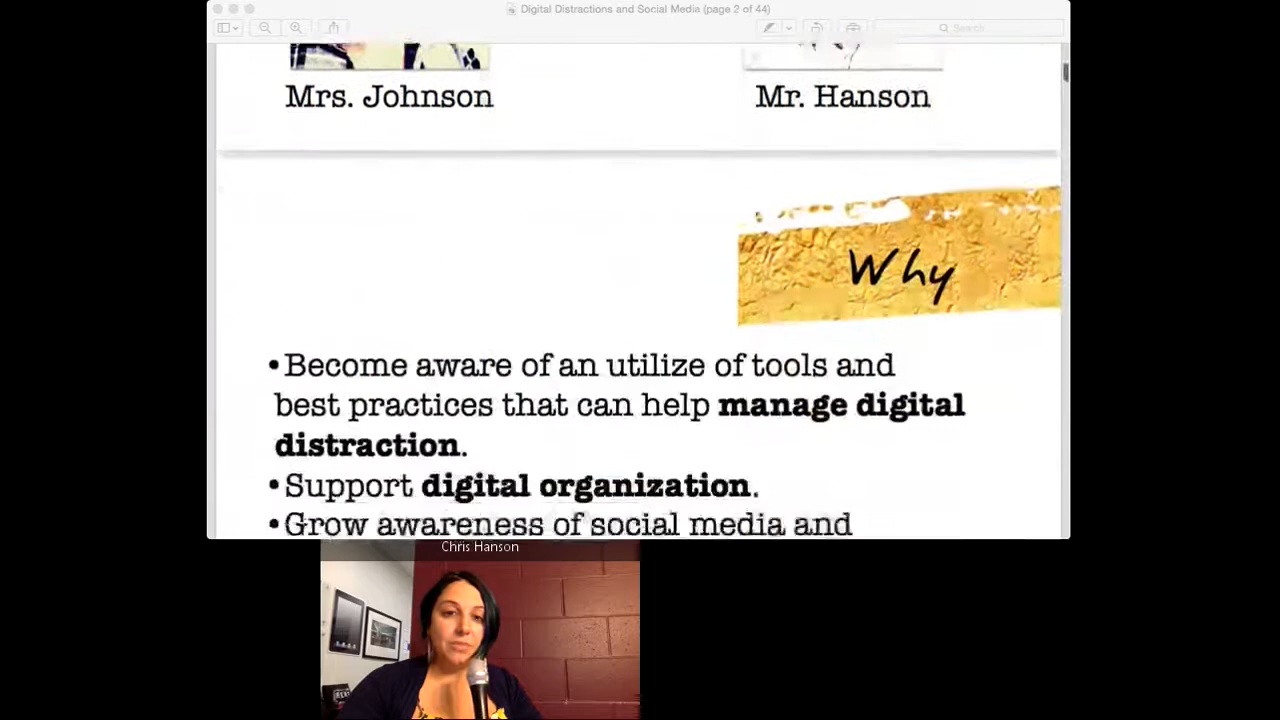 Digital Distractions and Social Media (page 2 of 44)
Search
Mrs. Johnson
Mr. Hanson
Why
•Become aware of an utilize of tools and
best practices that can help manage digital
distraction.
•Support digital organization.
•Grow awareness of social media and
Chris Hanson